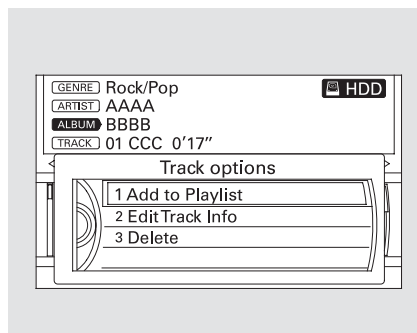 GENRE Rock/Pop HDD
ARTIST AAAA
ALBUM BBBB
TRACK 01 CCC 0'17"
Track options
1 Add to Playlist
2 Edit Track Info
3 Delete